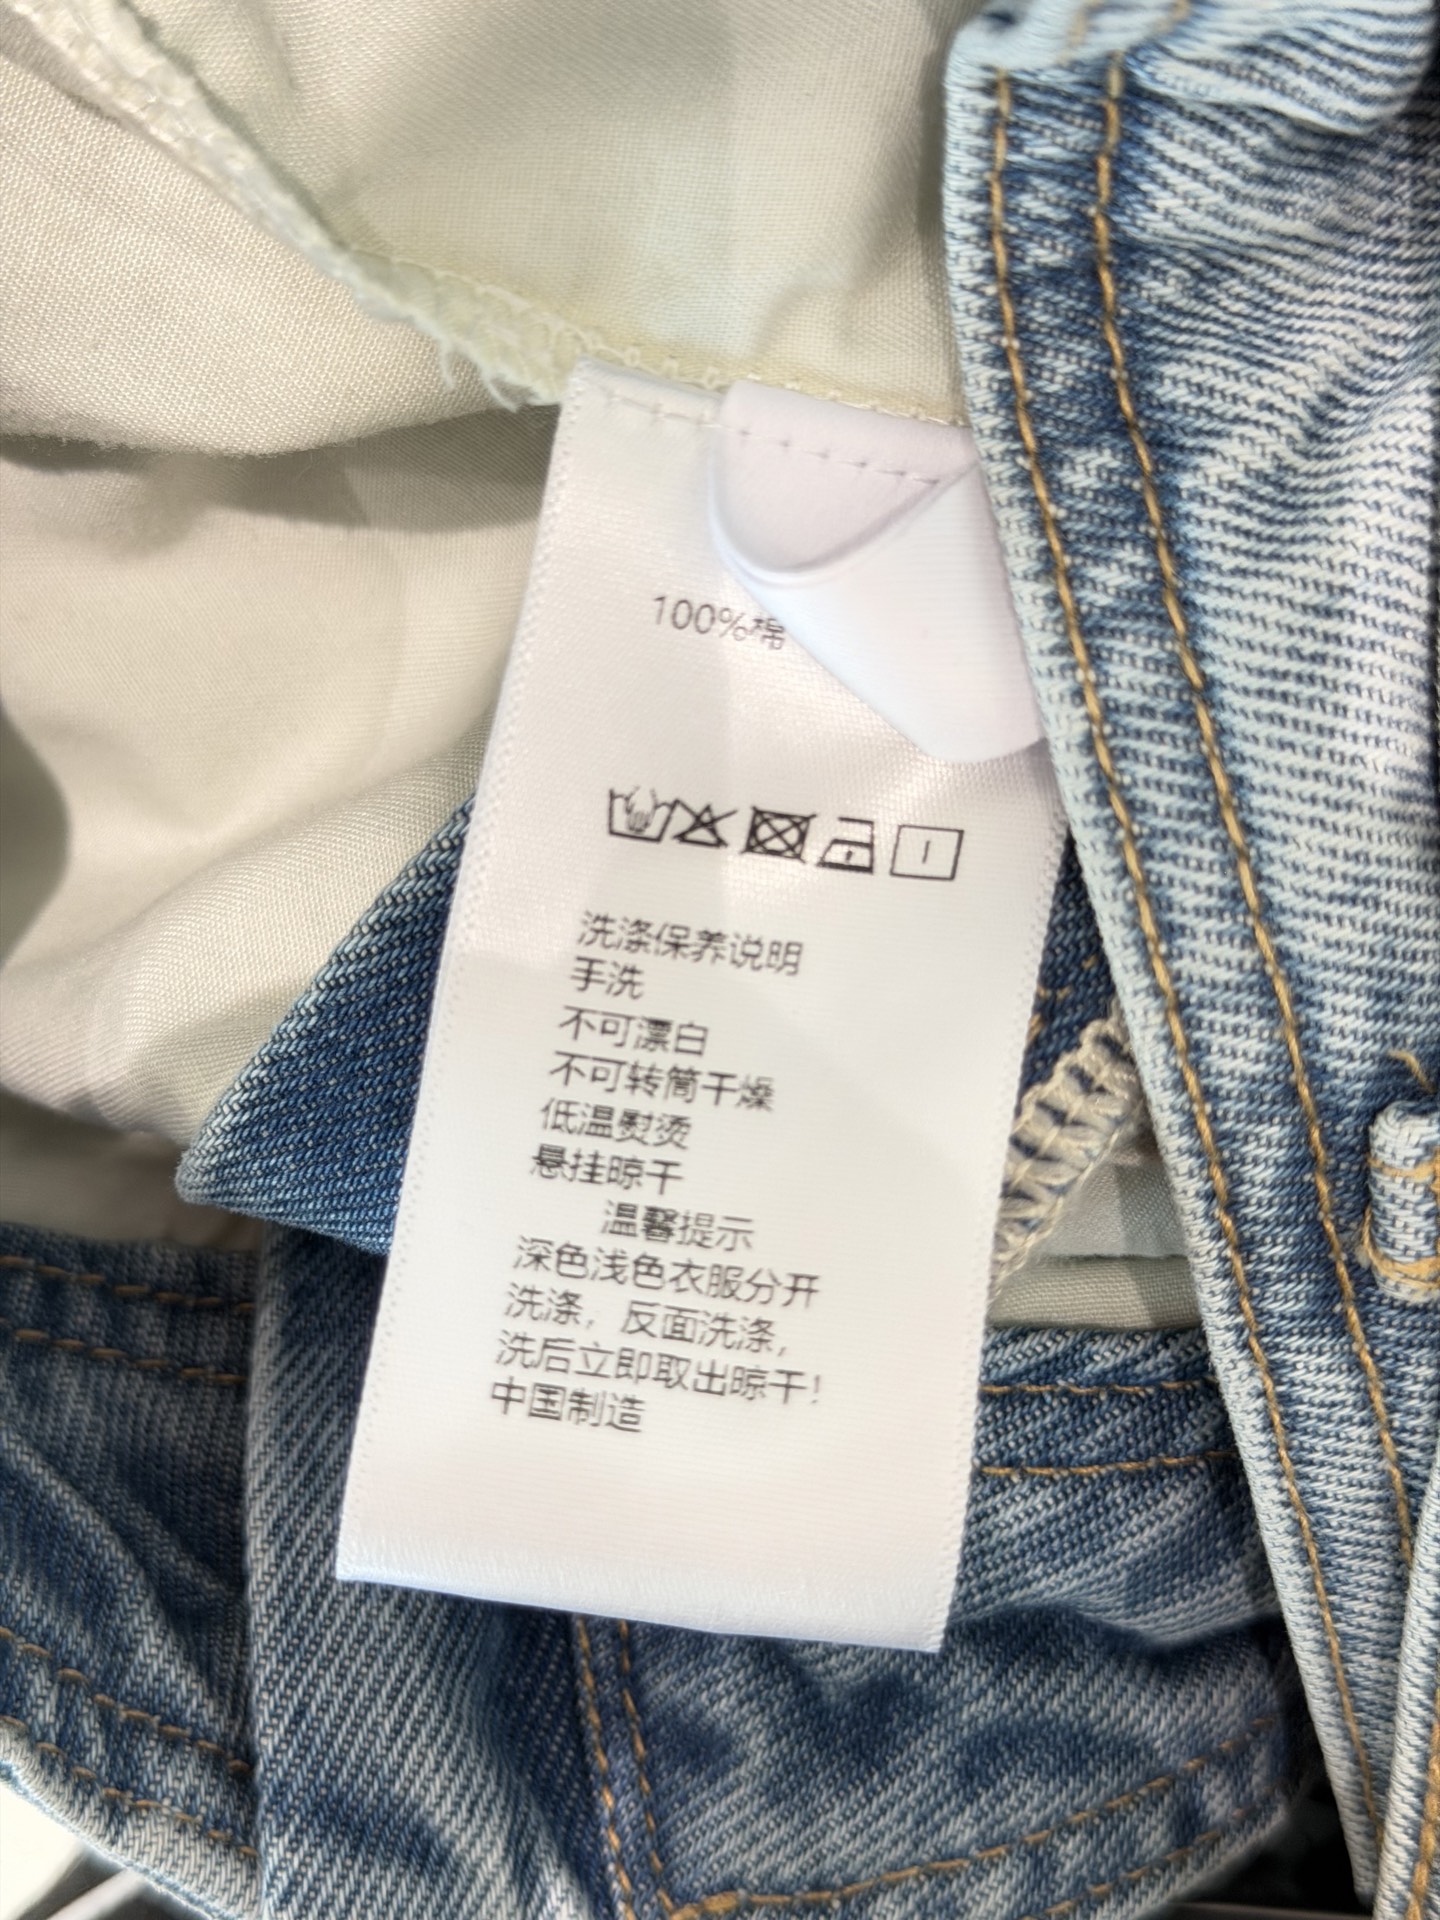 100%棉
洗涤保养说明
手洗
不可漂白
不可转筒干燥
低温熨烫
悬挂晾干
温馨提示
深色浅色衣服分开
洗涤，反面洗涤，
洗后立即取出晾干!
中国制造